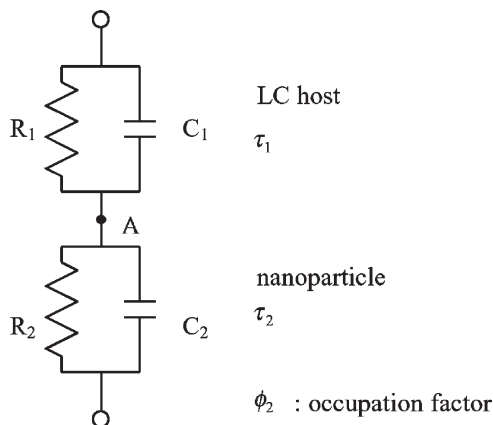 LC host
R₁
C₁
τ₁
A
nanoparticle
R₂
C₂
τ₂
ϕ₂ : occupation factor